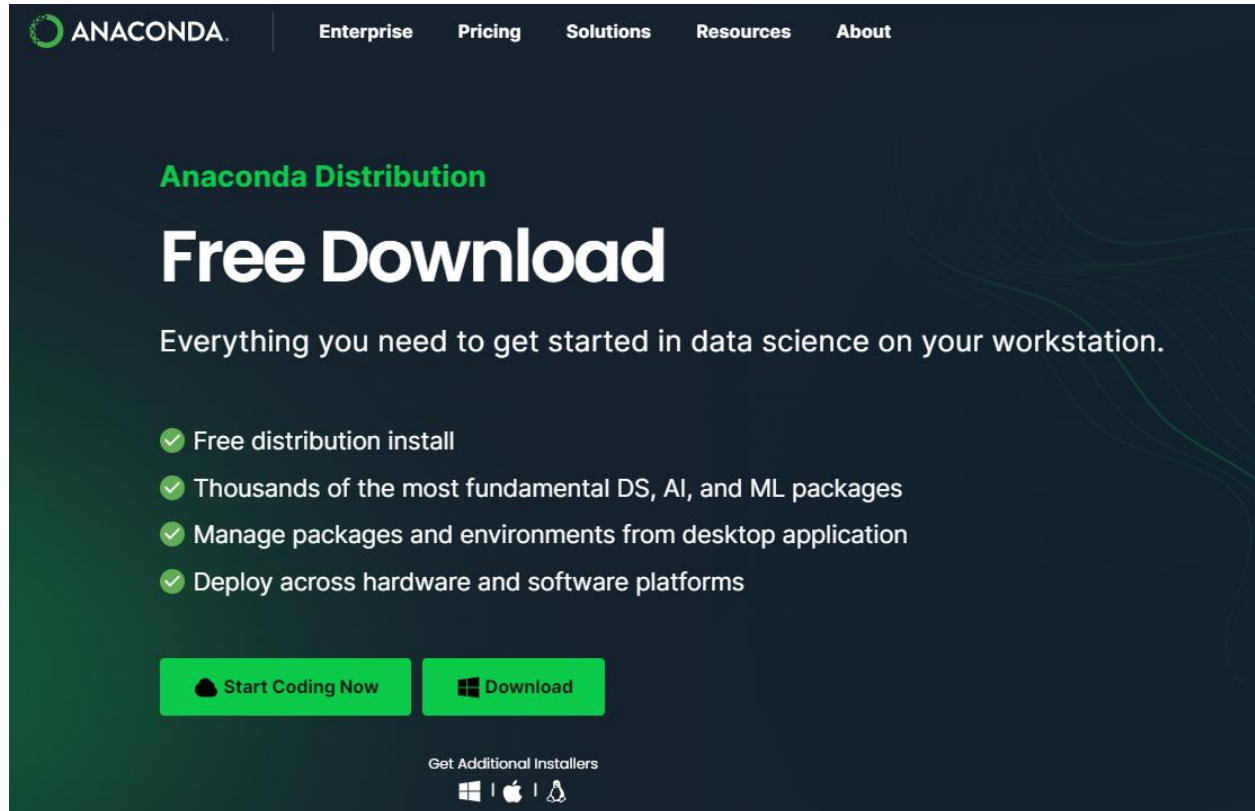 ANACONDA.
Enterprise Pricing Solutions Resources About
Anaconda Distribution
Free Download
Everything you need to get started in data science on your workstation.
Free distribution install
Thousands of the most fundamental DS, AI, and ML packages
Manage packages and environments from desktop application
Deploy across hardware and software platforms
Start Coding Now Download
Get Additional Installers